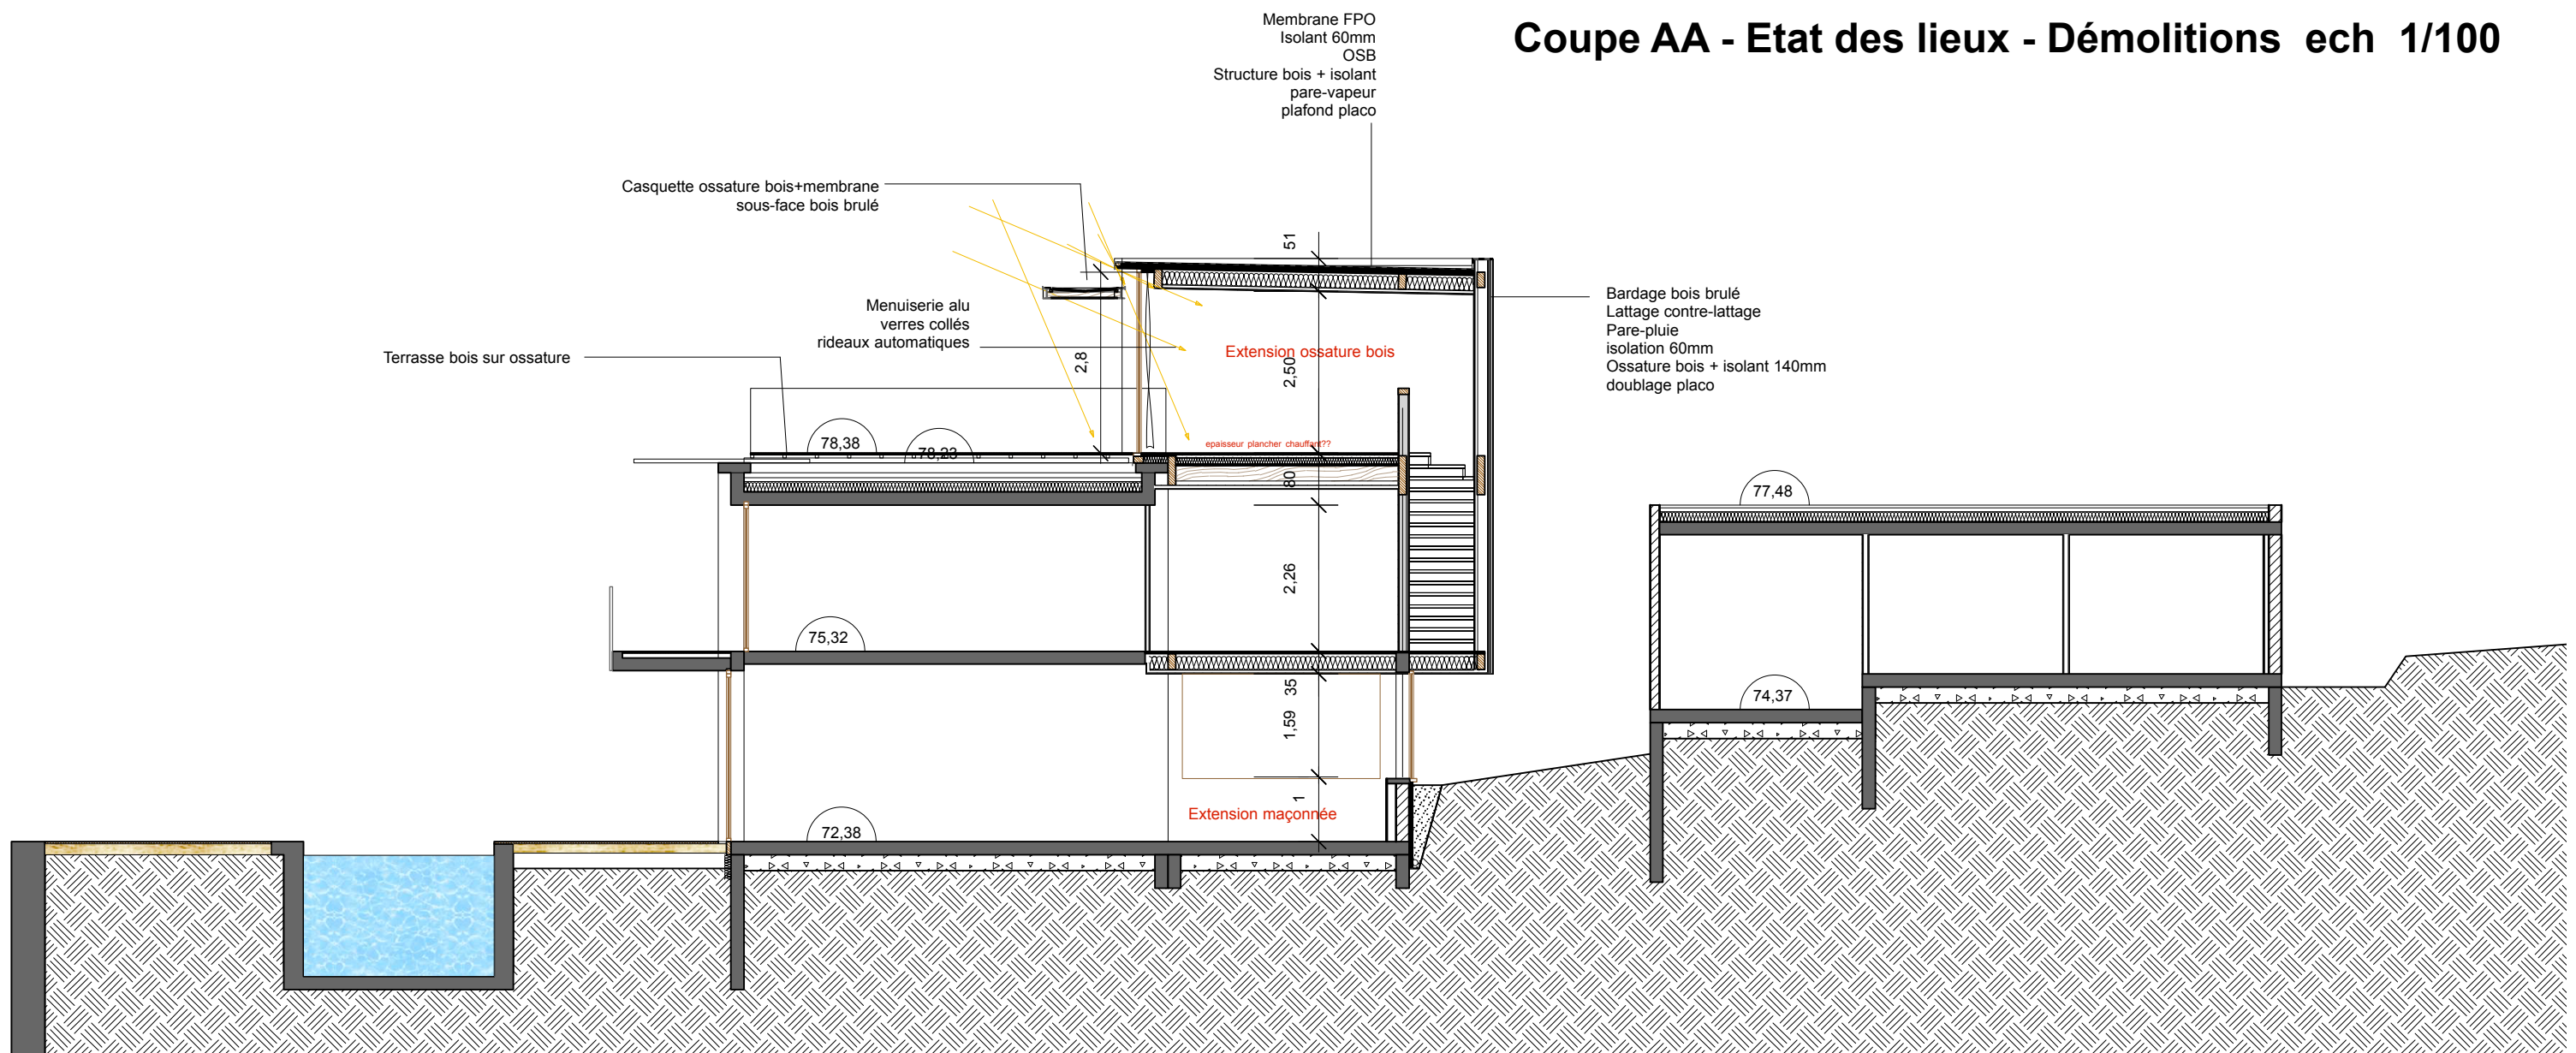 Coupe AA - Etat des lieux - Démolitions  ech  1/100
Membrane FPO
Isolant 60mm
OSB
Structure bois + isolant
pare-vapeur
plafond placo
Casquette ossature bois+membrane
sous-face bois brulé
Menuiserie alu
verres collés
rideaux automatiques
Terrasse bois sur ossature
Bardage bois brulé
Lattage contre-lattage
Pare-pluie
isolation 60mm
Ossature bois + isolant 140mm
doublage placo
51
2,8
Extension ossature bois
2,50
epaisseur plancher chauffant??
78,38
78,23
80
77,48
2,26
75,32
35
74,37
1,59
1
Extension maçonnée
72,38